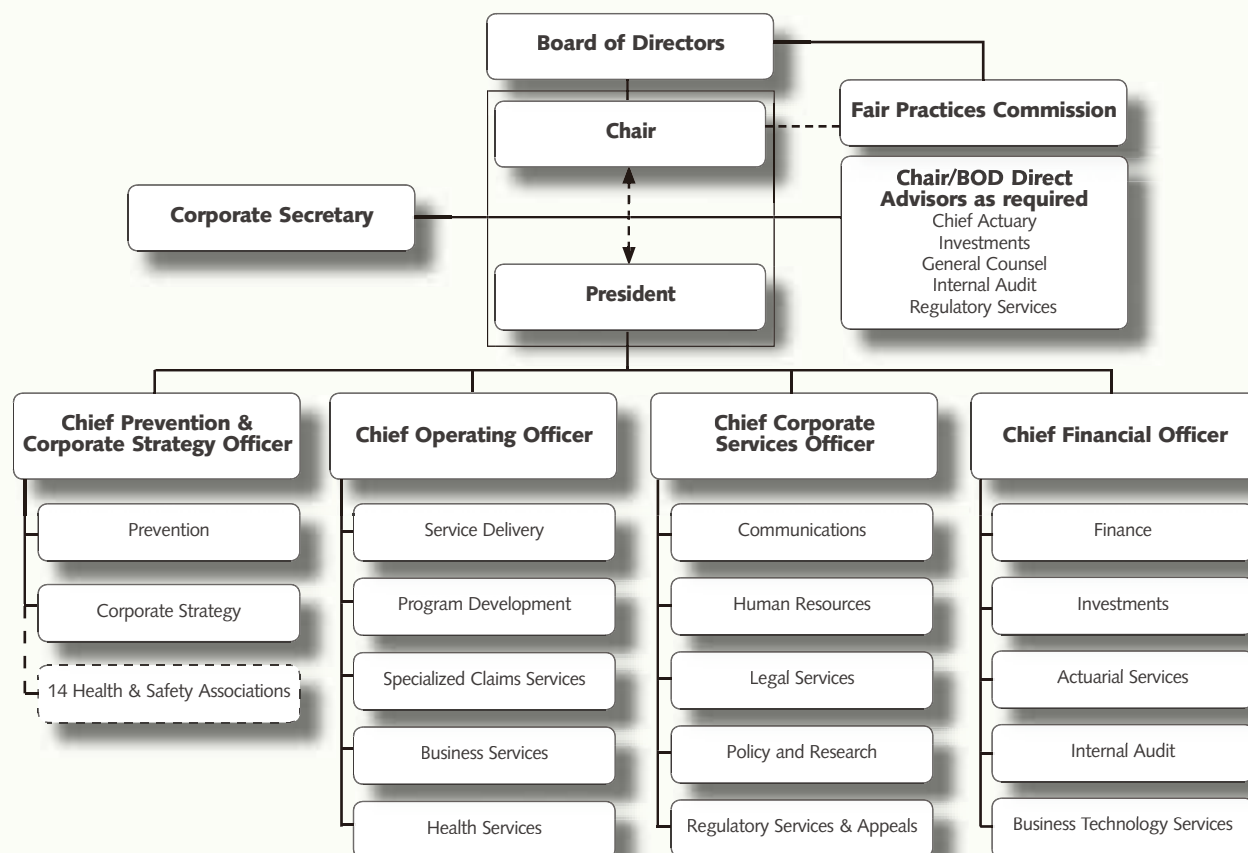 Board of Directors
Fair Practices Commission
Chair
Chair/BOD Direct
Advisors as required
Chief Actuary
Investments
General Counsel
Internal Audit
Regulatory Services
Corporate Secretary
President
Chief Prevention &
Corporate Strategy Officer
Prevention
Corporate Strategy
14 Health & Safety Associations
Chief Operating Officer
Service Delivery
Program Development
Specialized Claims Services
Business Services
Health Services
Chief Corporate
Services Officer
Communications
Human Resources
Legal Services
Policy and Research
Regulatory Services & Appeals
Chief Financial Officer
Finance
Investments
Actuarial Services
Internal Audit
Business Technology Services